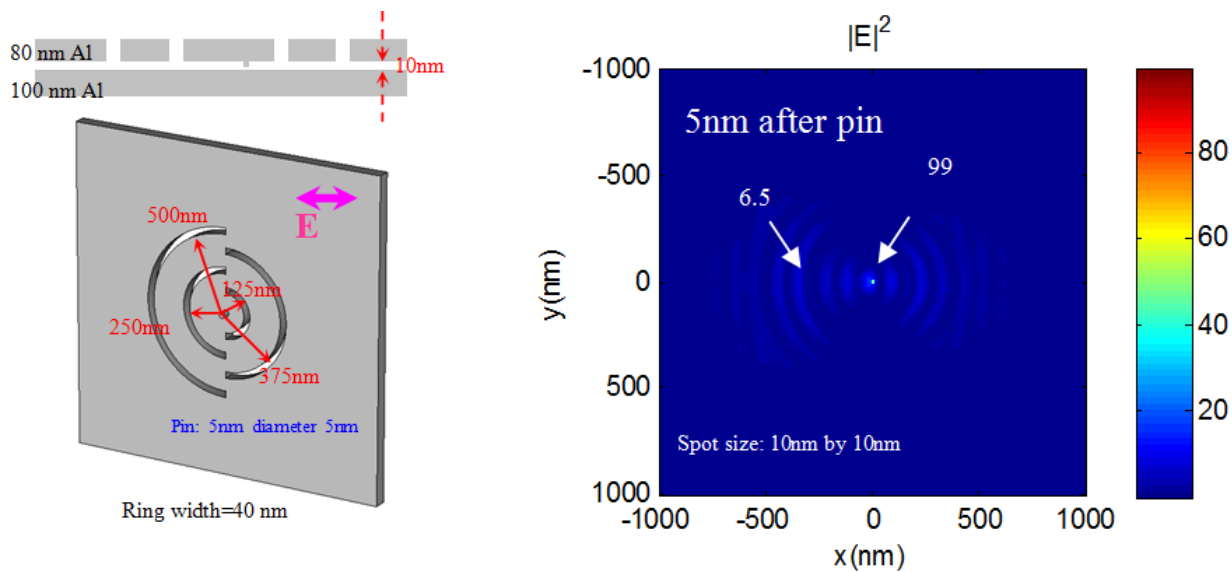 80 nm Al
10nm
100 nm Al
E
500nm
125nm
250nm
375nm
Pin: 5nm diameter 5nm
Ring width=40 nm
|E|2
-1000
-500
0
500
1000
y(nm)
5nm after pin
99
6.5
Spot size: 10nm by 10nm
-1000 -500 0 500 1000
x(nm)
80
60
40
20